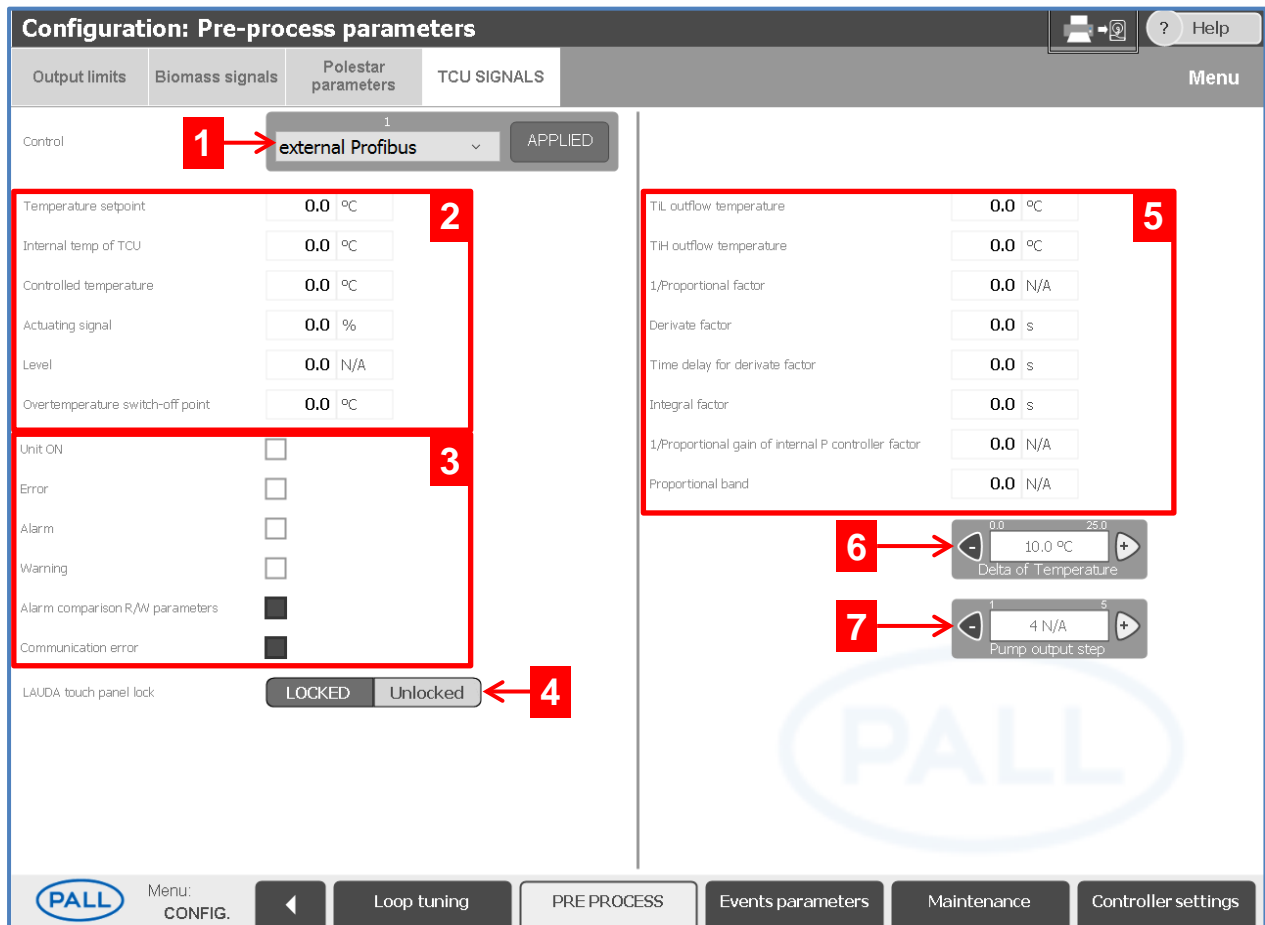 Configuration: Pre-process parameters
? Help
Output limits
Biomass signals
Polestar
parameters
TCU SIGNALS
Menu
Control
1
1
external Profibus
APPLIED
2
Temperature setpoint 0.0 ºC
Internal temp of TCU 0.0 ºC
Controlled temperature 0.0 ºC
Actuating signal 0.0 %
Level 0.0 N/A
Overtemperature switch-off point 0.0 ºC
3
Unit ON
Error
Alarm
Warning
Alarm comparison R/W parameters
Communication error
LAUDA touch panel lock
LOCKED Unlocked
4
5
TiL outflow temperature 0.0 ºC
TiH outflow temperature 0.0 ºC
1/Proportional factor 0.0 N/A
Derivate factor 0.0 s
Time delay for derivate factor 0.0 s
Integral factor 0.0 s
1/Proportional gain of internal P controller factor 0.0 N/A
Proportional band 0.0 N/A
6
0.0 25.0
- 10.0 ºC +
Delta of Temperature
7
1 5
- 4 N/A +
Pump output step
PALL
PALL
Menu:
CONFIG.
Loop tuning
PRE PROCESS
Events parameters
Maintenance
Controller settings